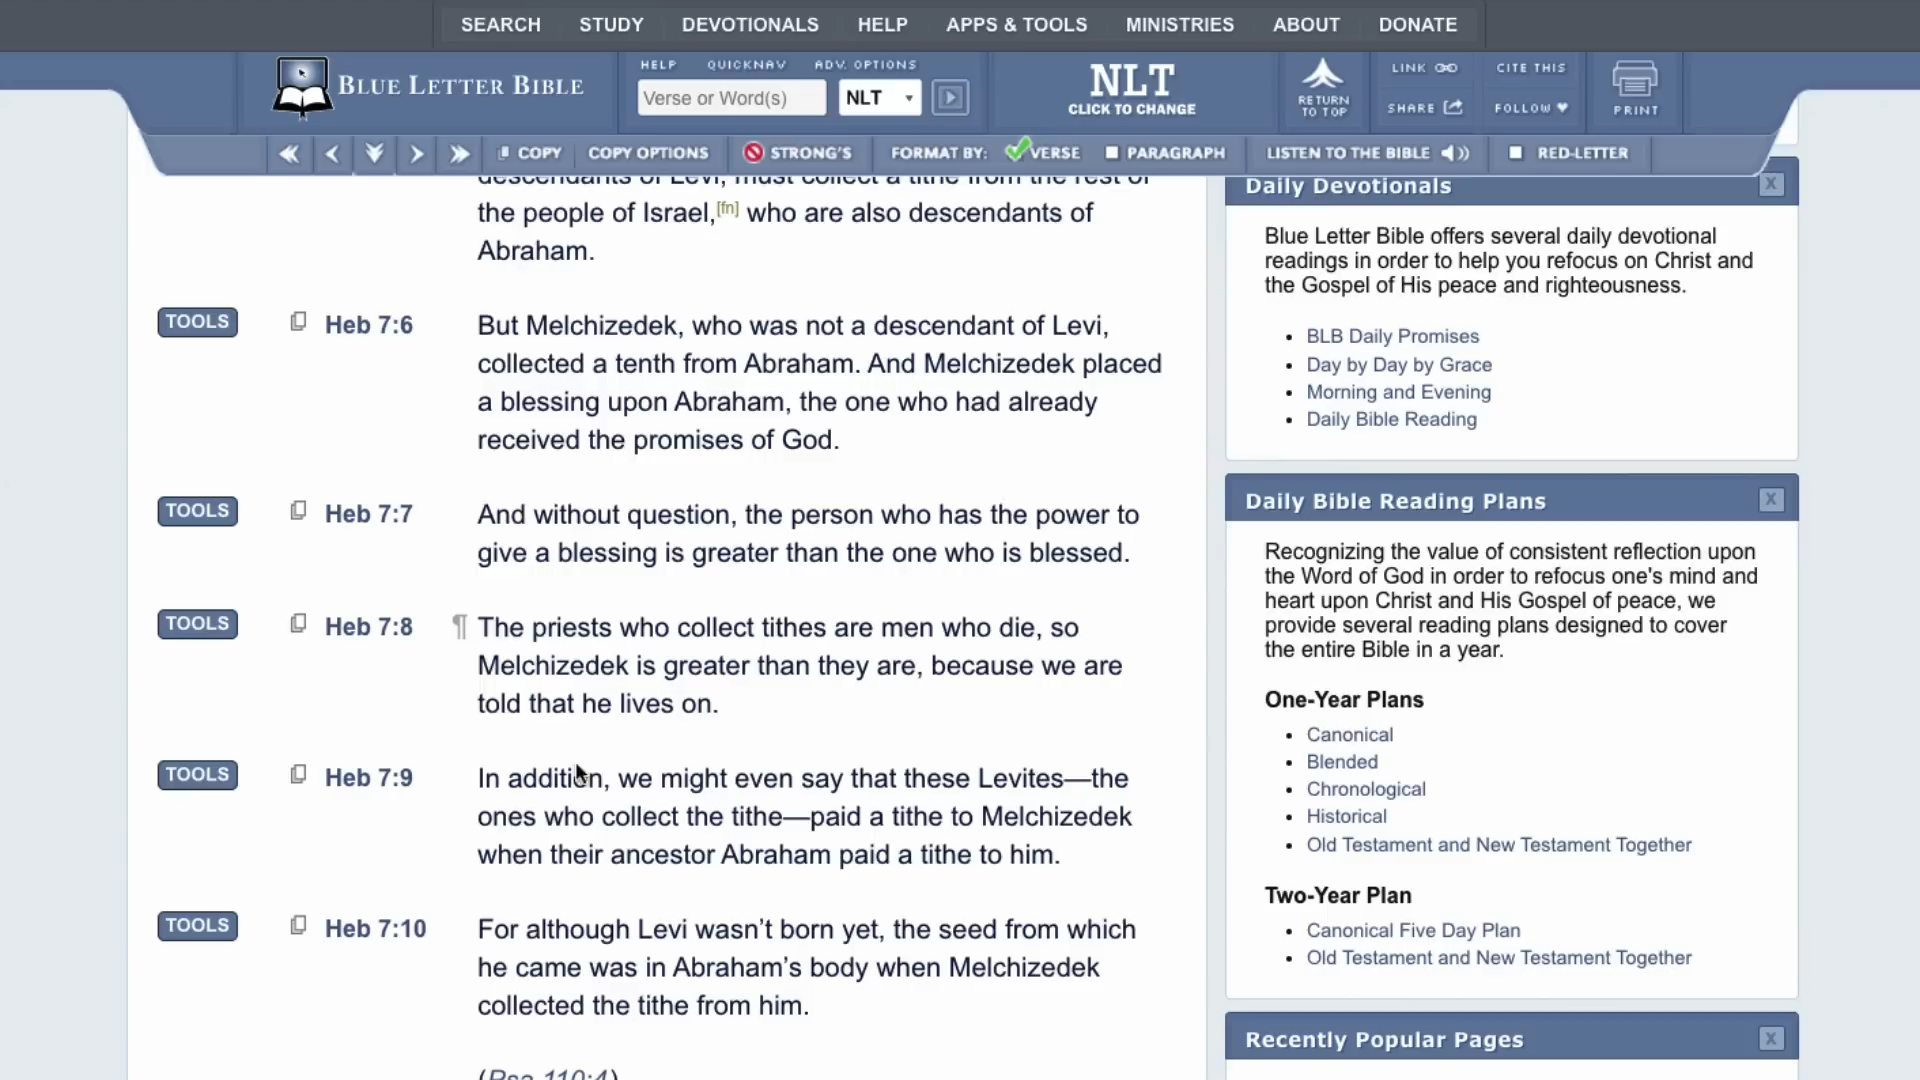 SEARCH STUDY DEVOTIONALS HELP APPS & TOOLS MINISTRIES ABOUT DONATE
BLUE LETTER BIBLE
HELP QUICKNAV ADV. OPTIONS
Verse or Word(s) NLT
NLT
CLICK TO CHANGE
RETURN
TO TOP
LINK CITE THIS
SHARE FOLLOW
PRINT
COPY COPY OPTIONS STRONG'S FORMAT BY: VERSE PARAGRAPH LISTEN TO THE BIBLE RED-LETTER
descendants of Levi, must collect a tithe from the rest of
the people of Israel,[fn] who are also descendants of
Abraham.
TOOLS Heb 7:6 But Melchizedek, who was not a descendant of Levi,
collected a tenth from Abraham. And Melchizedek placed
a blessing upon Abraham, the one who had already
received the promises of God.
TOOLS Heb 7:7 And without question, the person who has the power to
give a blessing is greater than the one who is blessed.
TOOLS Heb 7:8 ¶ The priests who collect tithes are men who die, so
Melchizedek is greater than they are, because we are
told that he lives on.
TOOLS Heb 7:9 In addition, we might even say that these Levites—the
ones who collect the tithe—paid a tithe to Melchizedek
when their ancestor Abraham paid a tithe to him.
TOOLS Heb 7:10 For although Levi wasn’t born yet, the seed from which
he came was in Abraham’s body when Melchizedek
collected the tithe from him.
(Psa 110:4)
Daily Devotionals X
Blue Letter Bible offers several daily devotional
readings in order to help you refocus on Christ and
the Gospel of His peace and righteousness.
• BLB Daily Promises
• Day by Day by Grace
• Morning and Evening
• Daily Bible Reading
Daily Bible Reading Plans X
Recognizing the value of consistent reflection upon
the Word of God in order to refocus one's mind and
heart upon Christ and His Gospel of peace, we
provide several reading plans designed to cover
the entire Bible in a year.
One-Year Plans
• Canonical
• Blended
• Chronological
• Historical
• Old Testament and New Testament Together
Two-Year Plan
• Canonical Five Day Plan
• Old Testament and New Testament Together
Recently Popular Pages X